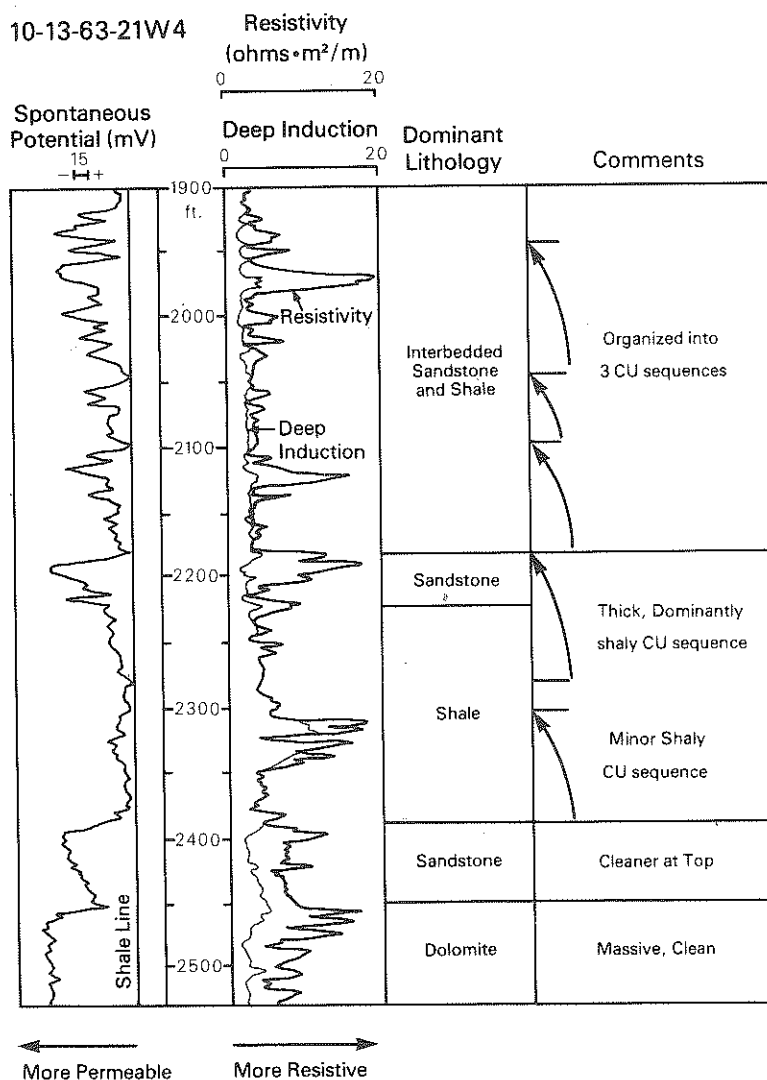 10-13-63-21W4
Resistivity
(ohms•m²/m)
0 20
Spontaneous
Potential (mV)
15
- +
Deep Induction
0 20
Dominant
Lithology
Comments
1900
ft.
2000
2100
2200
2300
2400
2500
Shale Line
Resistivity
Deep
Induction
Interbedded
Sandstone
and Shale
Organized into
3 CU sequences
Sandstone
Thick, Dominantly
shaly CU sequence
Shale
Minor Shaly
CU sequence
Sandstone
Cleaner at Top
Dolomite
Massive, Clean
More Permeable
More Resistive